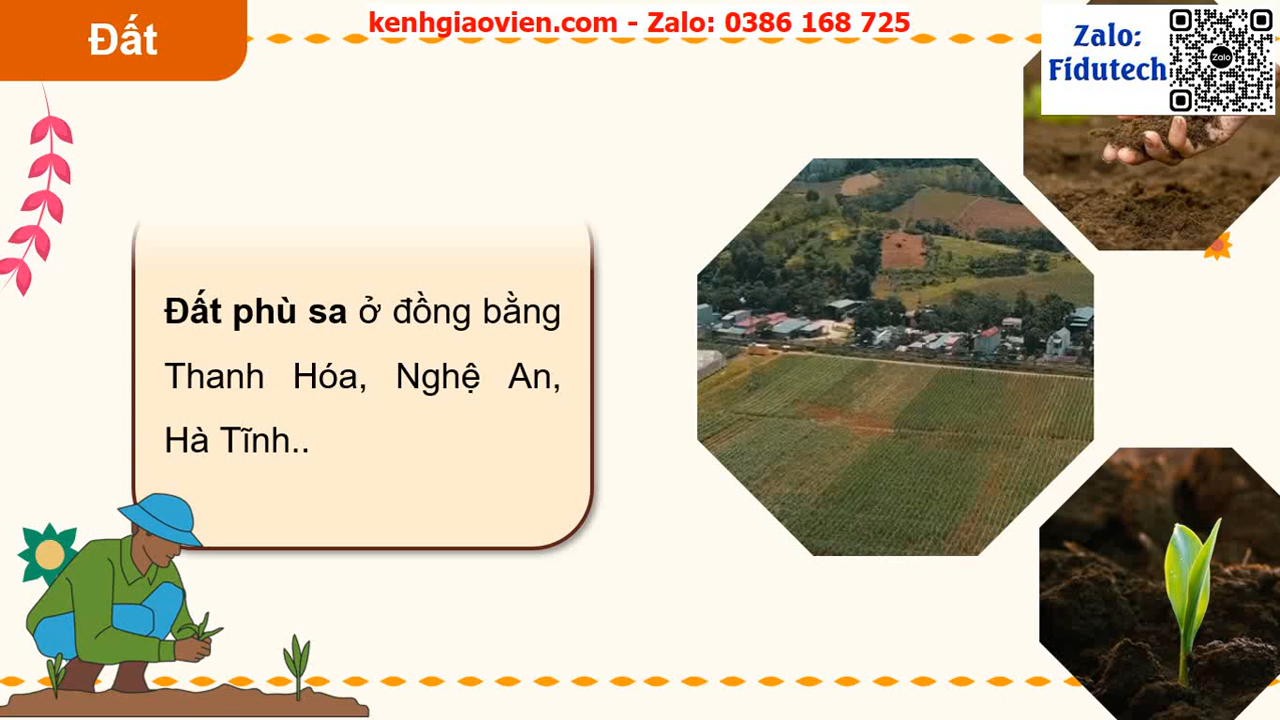 Đất
kenhgiaovien.com - Zalo: 0386 168 725
Zalo:
Fidutech
Zalo
Đất phù sa ở đồng bằng
Thanh Hóa, Nghệ An,
Hà Tĩnh..